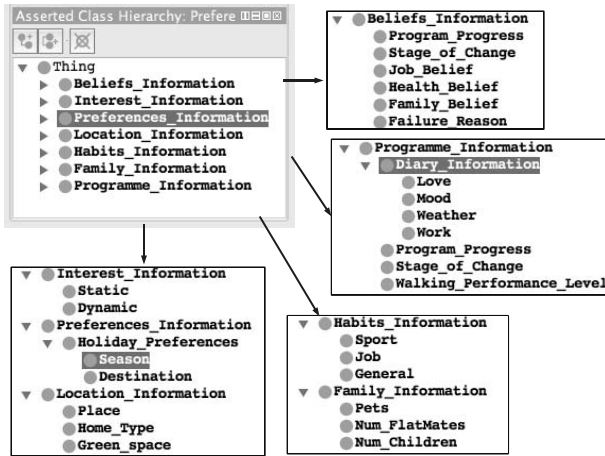 Asserted Class Hierarchy: Prefere
Thing
Beliefs_Information
Interest_Information
Preferences_Information
Location_Information
Habits_Information
Family_Information
Programme_Information
Beliefs_Information
Program_Progress
Stage_of_Change
Job_Belief
Health_Belief
Family_Belief
Failure_Reason
Programme_Information
Diary_Information
Love
Mood
Weather
Work
Program_Progress
Stage_of_Change
Walking_Performance_Level
Interest_Information
Static
Dynamic
Preferences_Information
Holiday_Preferences
Season
Destination
Location_Information
Place
Home_Type
Green_space
Habits_Information
Sport
Job
General
Family_Information
Pets
Num_FlatMates
Num_Children